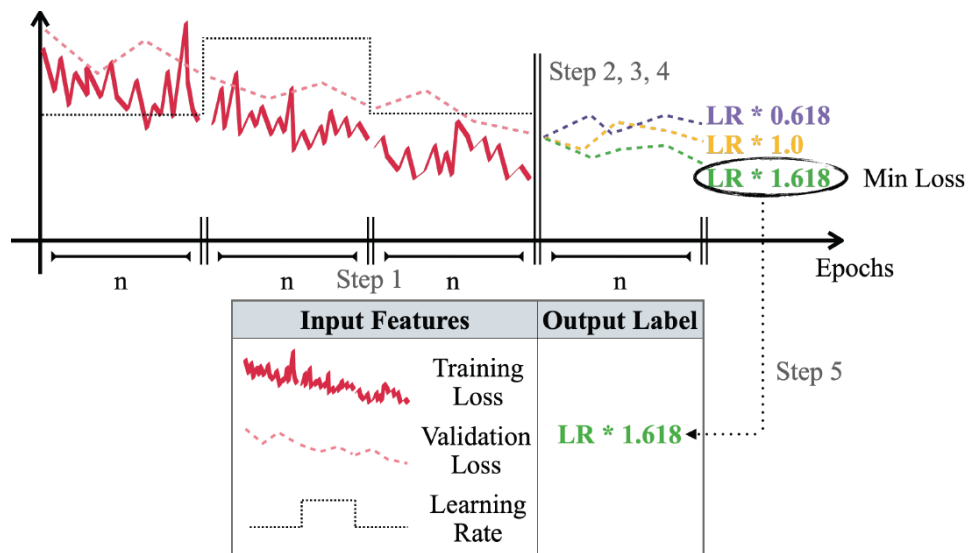 Step 2, 3, 4
LR * 0.618
LR * 1.0
LR * 1.618
Min Loss
Epochs
n
n
Step 1
n
n
Input Features
Output Label
Training
Loss
Step 5
Validation
Loss
LR * 1.618
Learning
Rate